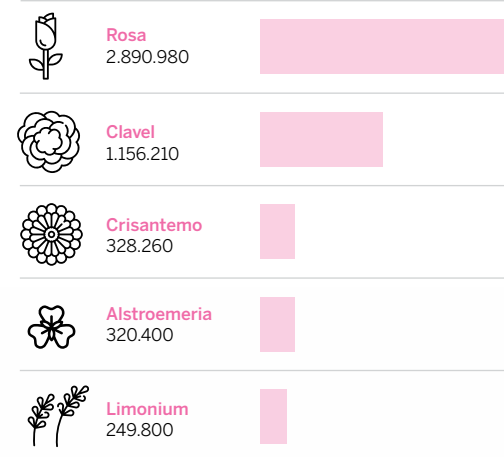 Rosa
2.890.980
Clavel
1.156.210
Crisantemo
328.260
Alstroemeria
320.400
Limonium
249.800